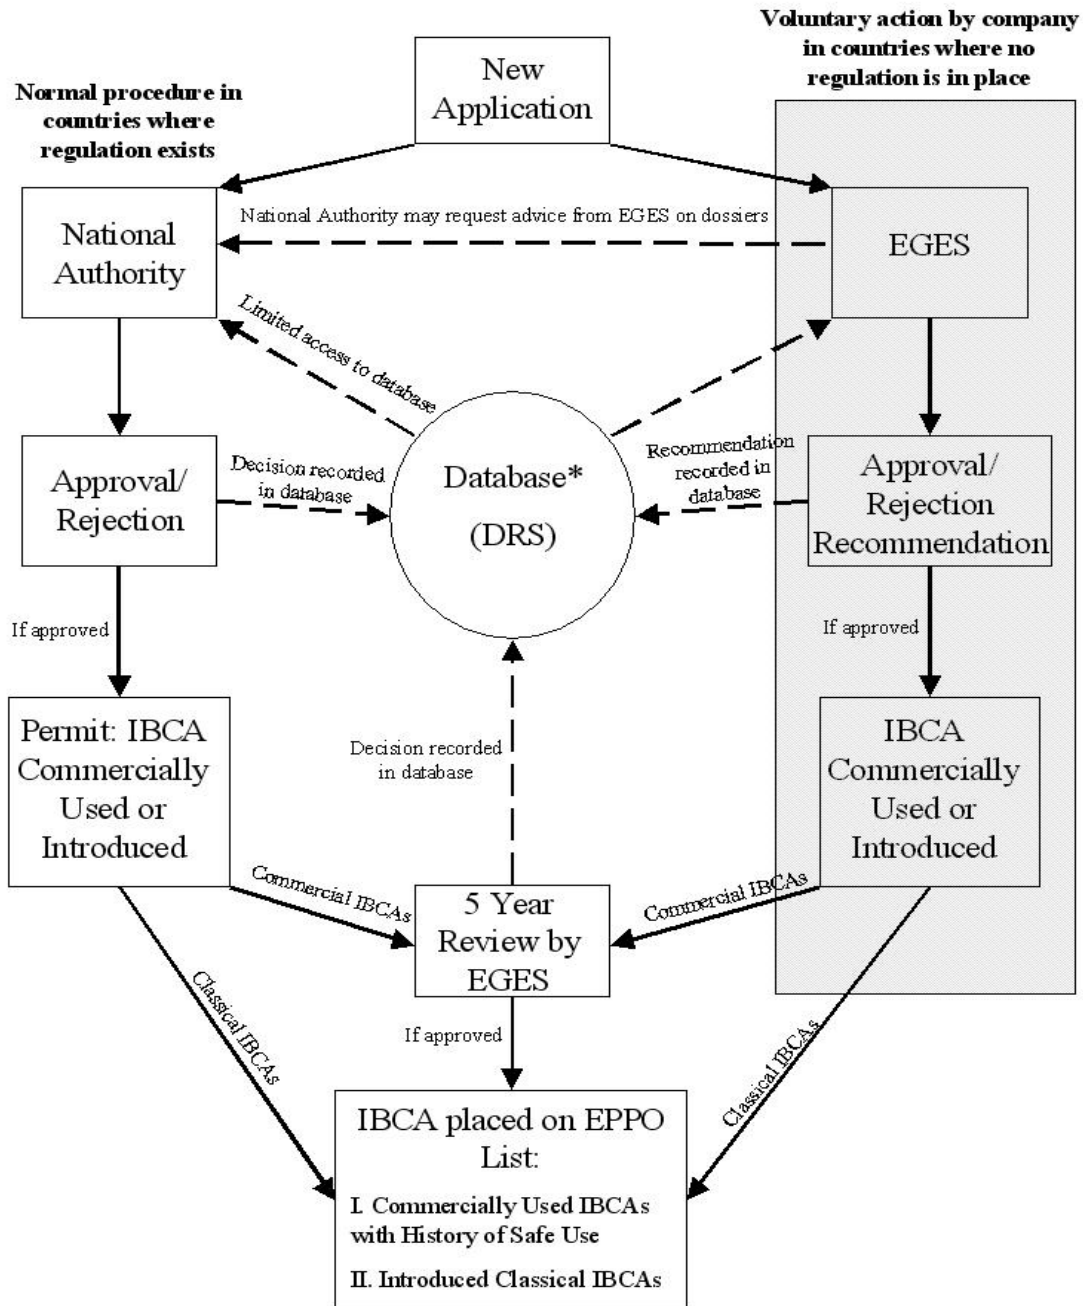 Voluntary action by company
in countries where no
regulation is in place
New
Application
Normal procedure in
countries where
regulation exists
National Authority may request advice from EGES on dossiers
National
Authority
EGES
Limited access to database
Database*
(DRS)
Approval/
Rejection
Decision recorded
in database
Recommendation
recorded in
database
Approval/
Rejection
Recommendation
If approved
If approved
Permit: IBCA
Commercially
Used or
Introduced
Decision recorded
in database
IBCA
Commercially
Used or
Introduced
Commercial IBCAs
Commercial IBCAs
5 Year
Review by
EGES
Classical IBCAs
If approved
Classical IBCAs
IBCA placed on EPPO
List:
I. Commercially Used IBCAs
with History of Safe Use
II. Introduced Classical IBCAs